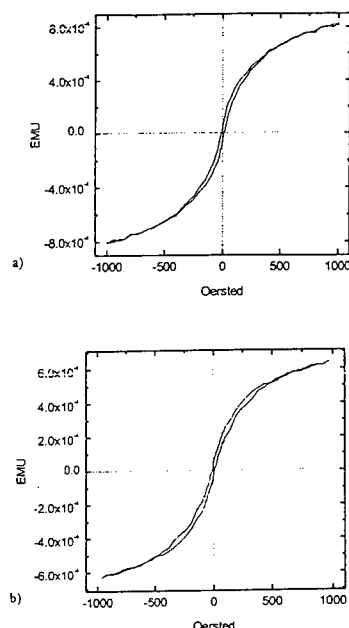 8.0x10⁻⁴
4.0x10⁻⁴
0.0
-4.0x10⁻⁴
-8.0x10⁻⁴
EMU
a)
-1000 -500 0 500 1000
Oersted
6.0x10⁻⁴
4.0x10⁻⁴
2.0x10⁻⁴
0.0
-2.0x10⁻⁴
-4.0x10⁻⁴
-6.0x10⁻⁴
EMU
b)
-1000 -500 0 500 1000
Oersted